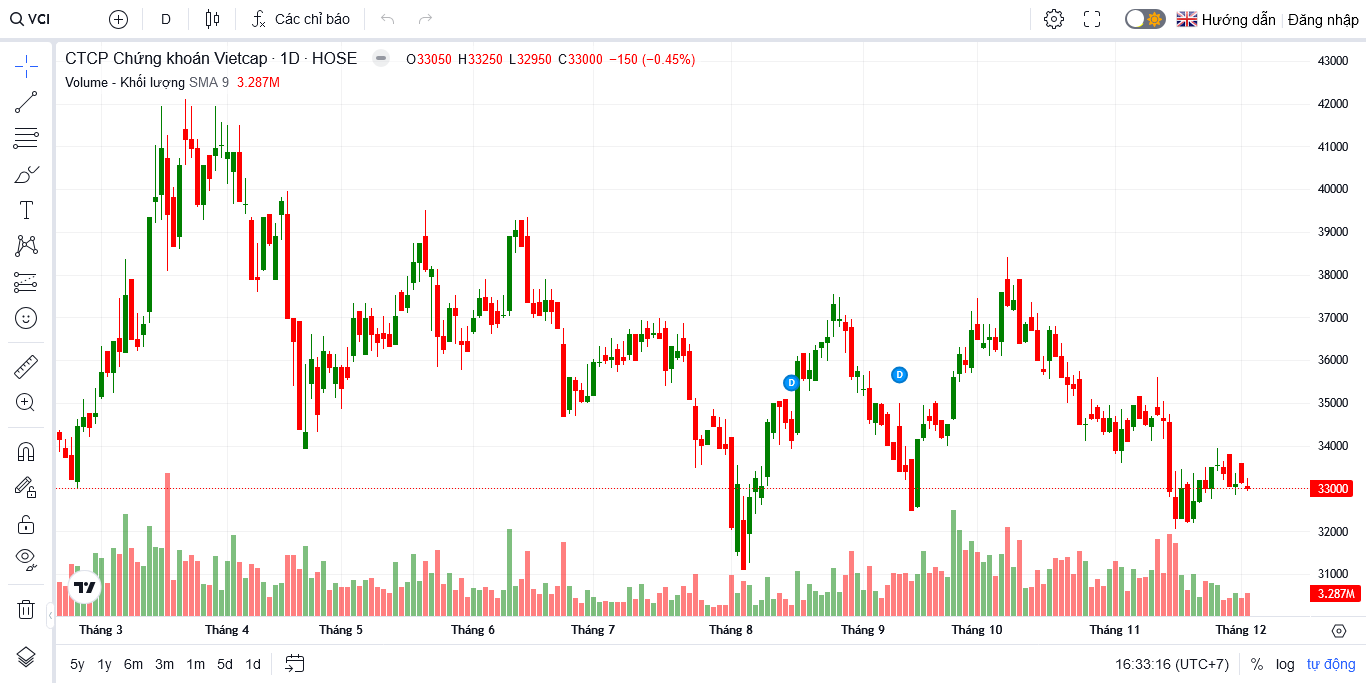 VCI D Các chỉ báo Hướng dẫn Đăng nhập
CTCP Chứng khoán Vietcap · 1D · HOSE O33050 H33250 L32950 C33000 −150 (−0.45%)
Volume - Khối lượng SMA 9 3.287M
43000
42000
41000
40000
39000
38000
37000
36000
35000
34000
33000
32000
31000
3.287M
D
D
Tháng 3 Tháng 4 Tháng 5 Tháng 6 Tháng 7 Tháng 8 Tháng 9 Tháng 10 Tháng 11 Tháng 12
5y 1y 6m 3m 1m 5d 1d 16:33:16 (UTC+7) % log tự động